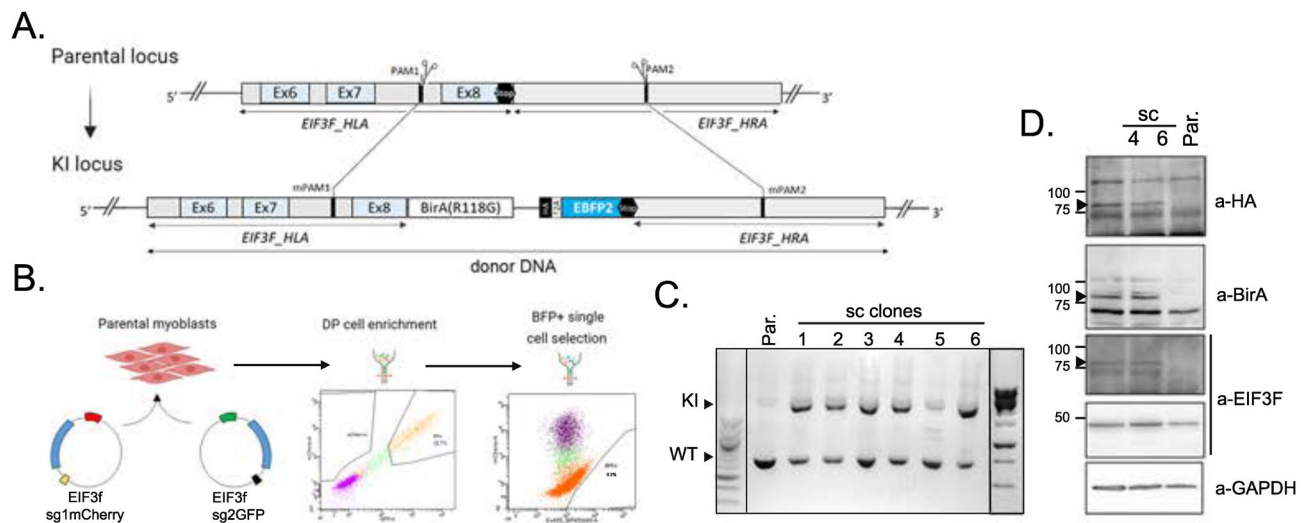 A.
Parental locus
PAM1
PAM2
5'
Ex6
Ex7
Ex8
Stop
3'
EIF3F_HLA
EIF3F_HRA
KI locus
mPAM1
mPAM2
5'
Ex6
Ex7
Ex8
BirA(R118G)
HA
T2A
EBFP2
Stop
3'
EIF3F_HLA
EIF3F_HRA
donor DNA
B.
Parental myoblasts
DP cell enrichment
BFP+ single
cell selection
EIF3f
sg1mCherry
EIF3f
sg2GFP
C.
Par.
sc clones
1 2 3 4 5 6
KI
WT
D.
sc
4 6
Par.
100
75
a-HA
100
75
a-BirA
100
75
a-EIF3F
50
a-GAPDH